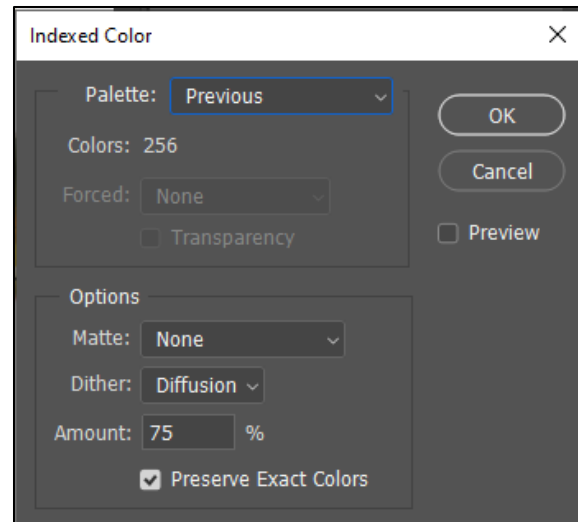 Indexed Color
Palette: Previous
OK
Colors: 256
Cancel
Forced: None
Transparency
Preview
Options
Matte: None
Dither: Diffusion
Amount: 75 %
Preserve Exact Colors